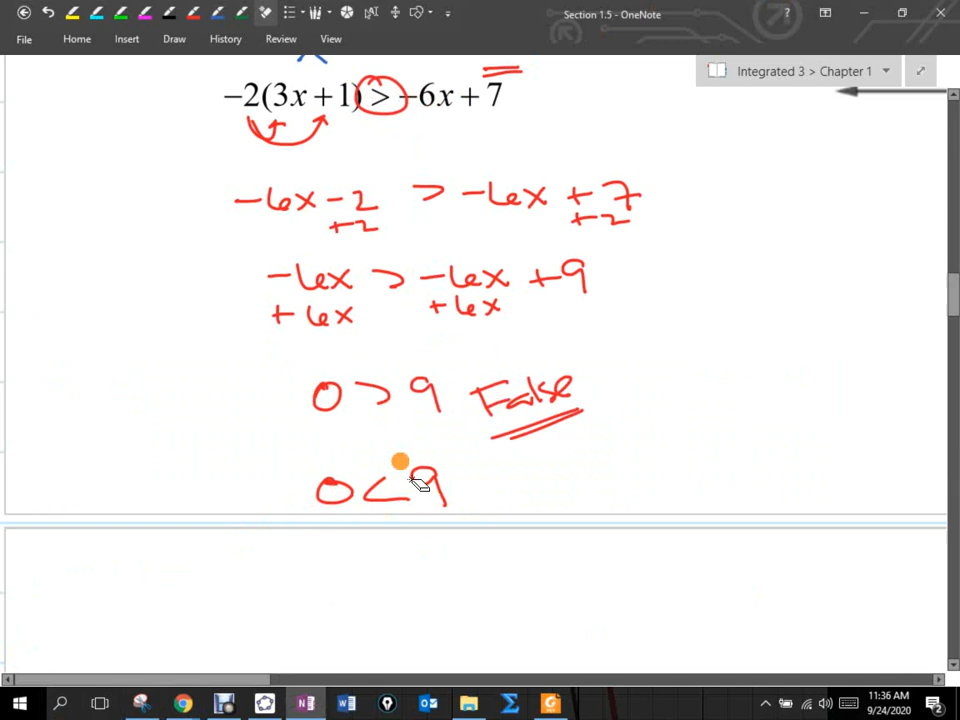 Section 1.5 - OneNote
?
File Home Insert Draw History Review View
Integrated 3 > Chapter 1
−2(3x + 1) > −6x + 7
-6x - 2 > -6x + 7
+2 +2
-6x > -6x + 9
+6x +6x
0 > 9 False
0 < 9
11:36 AM
9/24/2020
2